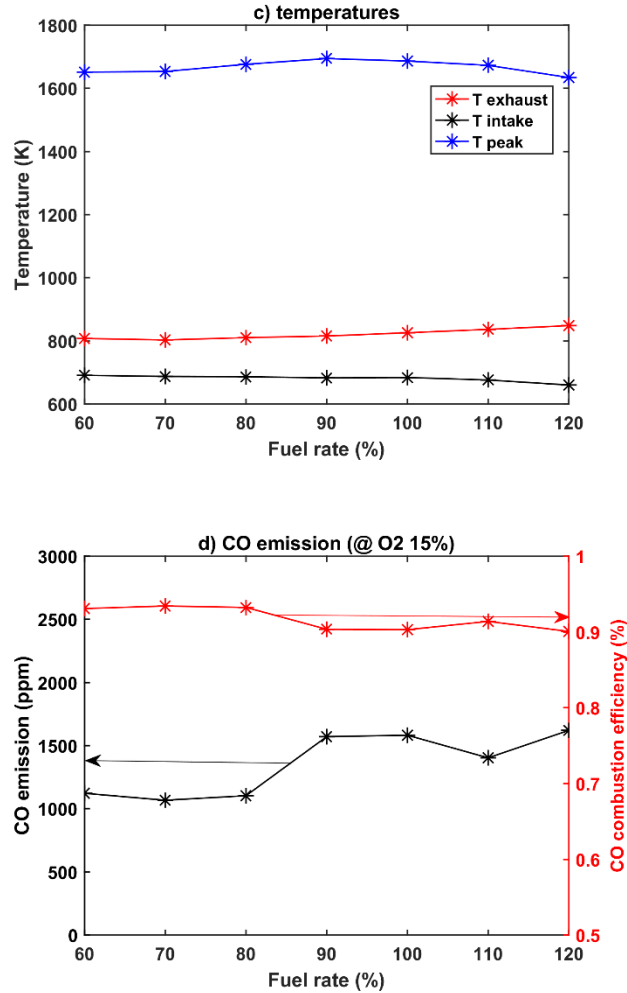 c) temperatures
1800
1600
1400
1200
1000
800
600
Temperature (K)
T exhaust
T intake
T peak
60 70 80 90 100 110 120
Fuel rate (%)
d) CO emission (@ O2 15%)
3000
2500
2000
1500
1000
500
0
CO emission (ppm)
1
0.9
0.8
0.7
0.6
0.5
CO combustion efficiency (%)
60 70 80 90 100 110 120
Fuel rate (%)